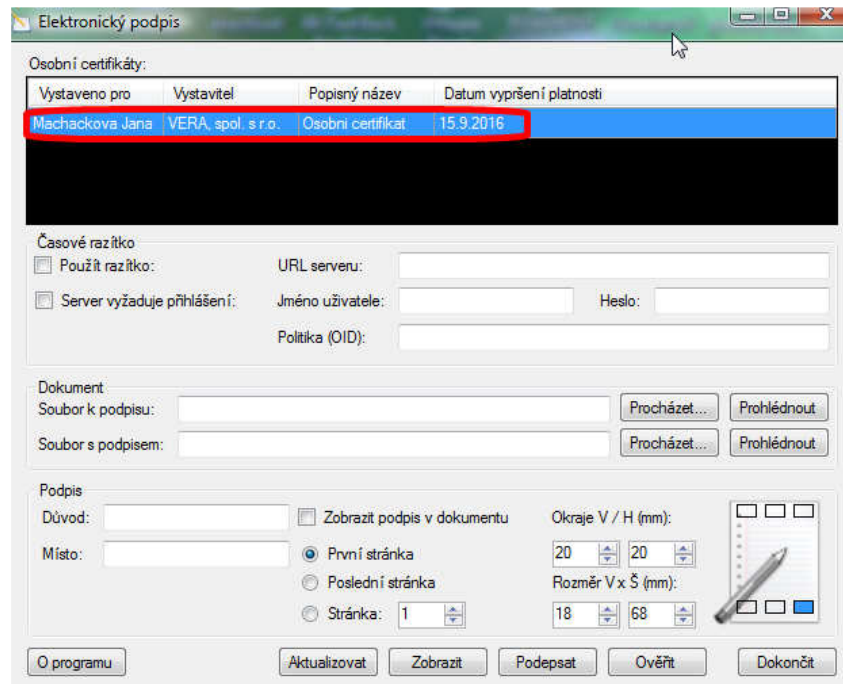 Elektronický podpis
Osobní certifikáty:
Vystaveno pro Vystavitel Popisný název Datum vypršení platnosti
Machackova Jana VERA, spol. s r.o. Osobni certifikat 15.9.2016
Časové razítko
Použít razítko: URL serveru:
Server vyžaduje přihlášení: Jméno uživatele: Heslo:
Politika (OID):
Dokument
Soubor k podpisu: Procházet... Prohlédnout
Soubor s podpisem: Procházet... Prohlédnout
Podpis
Důvod: Zobrazit podpis v dokumentu Okraje V / H (mm):
Místo: První stránka 20 20
Poslední stránka Rozměr V x Š (mm):
Stránka: 1 18 68
O programu Aktualizovat Zobrazit Podepsat Ověřit Dokončit